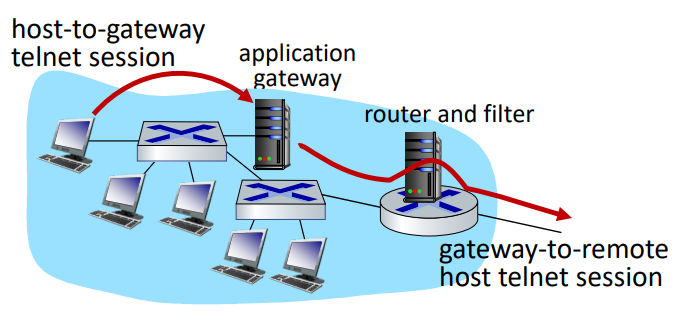 host-to-gateway
telnet session
application
gateway
router and filter
gateway-to-remote
host telnet session